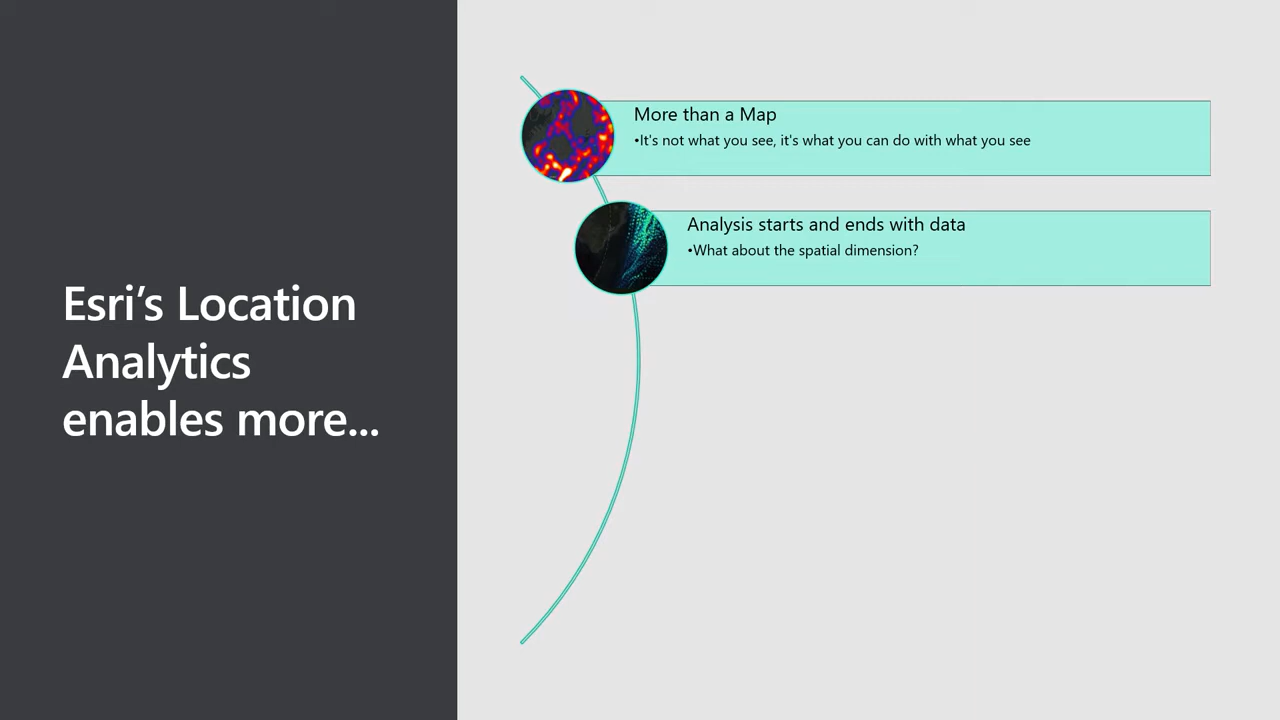 Esri’s Location
Analytics
enables more...
More than a Map
•It's not what you see, it's what you can do with what you see
Analysis starts and ends with data
•What about the spatial dimension?